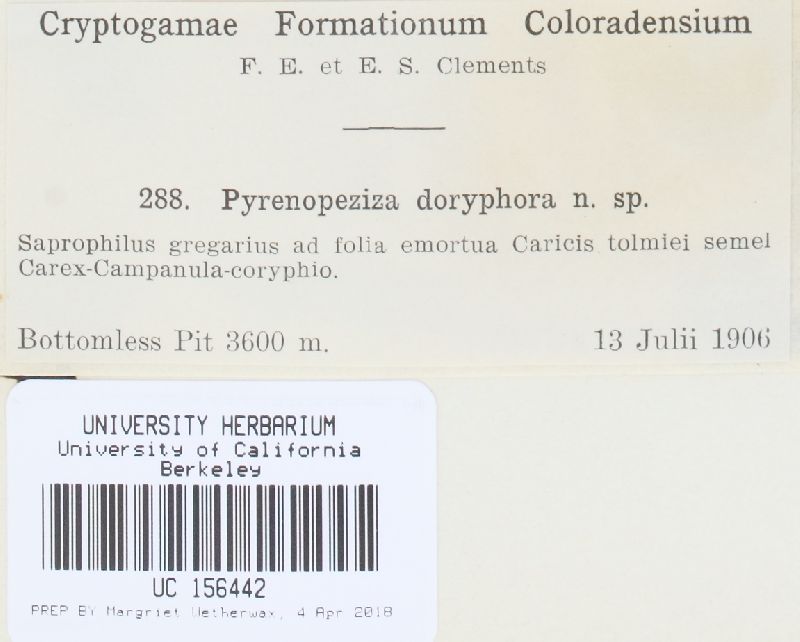 Cryptogamae Formationum Coloradensium
F. E. et E. S. Clements
288. Pyrenopeziza doryphora n. sp.
Saprophilus gregarius ad folia emortua Caricis tolmiei semel
Carex-Campanula-coryphio.
Bottomless Pit 3600 m. 13 Julii 1906
UNIVERSITY HERBARIUM
University of California
Berkeley
UC 156442
PREP BY Margriet Wetherwax, 4 Apr 2018